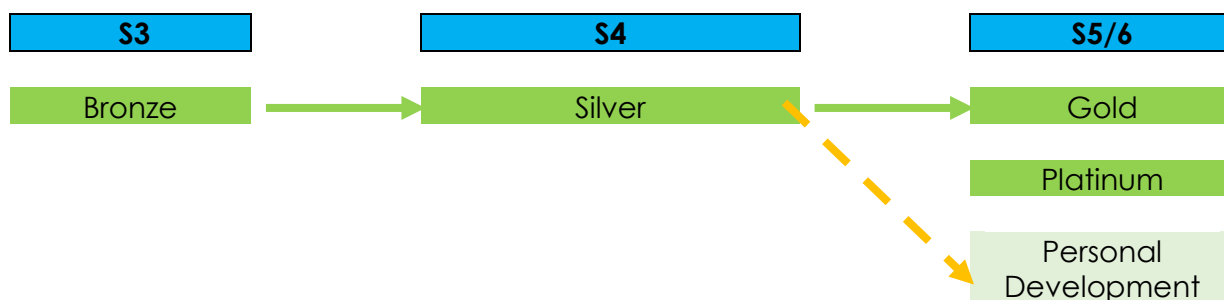 S3
S4
S5/6
Bronze
Silver
Gold
Platinum
Personal
Development